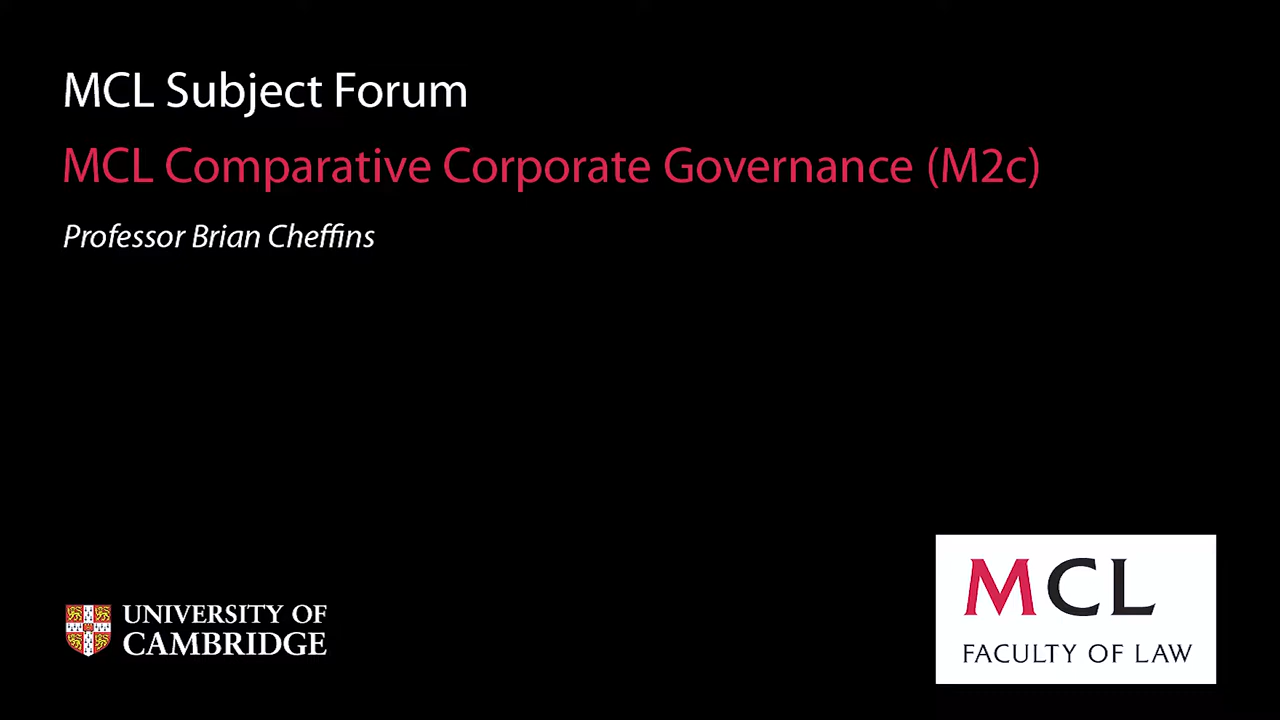 MCL Subject Forum
MCL Comparative Corporate Governance (M2c)
Professor Brian Cheffins
UNIVERSITY OF
CAMBRIDGE
MCL
FACULTY OF LAW